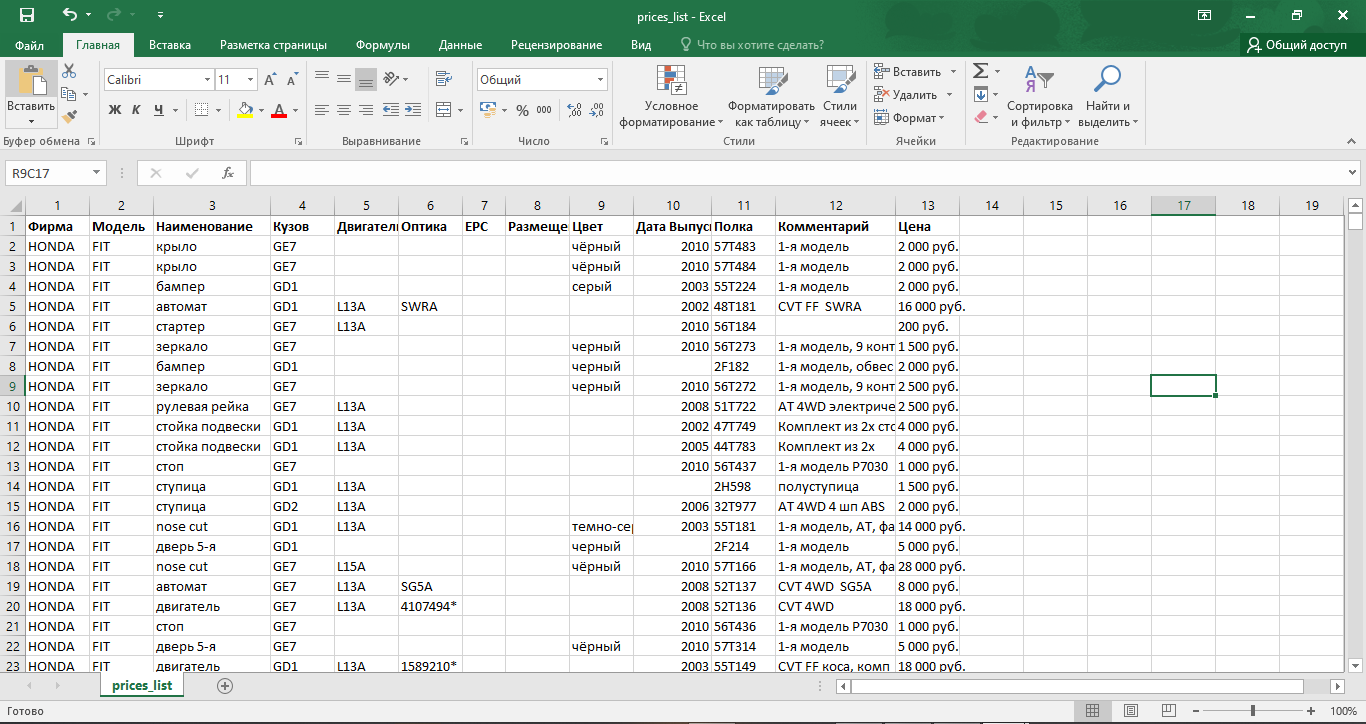 prices_list - Excel
Файл Главная Вставка Разметка страницы Формулы Данные Рецензирование Вид Что вы хотите сделать? Общий доступ
Вставить
Буфер обмена
Calibri 11
Ж К Ч
Шрифт
Выравнивание
Общий
% 000
Число
Условное форматирование
Форматировать как таблицу
Стили ячеек
Стили
Вставить
Удалить
Формат
Ячейки
Сортировка и фильтр
Найти и выделить
Редактирование
R9C17 fx
1 2 3 4 5 6 7 8 9 10 11 12 13 14 15 16 17 18 19
1 Фирма Модель Наименование Кузов Двигатель Оптика EPC Размеще Цвет Дата Выпус Полка Комментарий Цена
2 HONDA FIT крыло GE7 чёрный 2010 57T483 1-я модель 2 000 руб.
3 HONDA FIT крыло GE7 чёрный 2010 57T484 1-я модель 2 000 руб.
4 HONDA FIT бампер GD1 серый 2003 55T224 1-я модель 2 000 руб.
5 HONDA FIT автомат GD1 L13A SWRA 2002 48T181 CVT FF SWRA 16 000 руб.
6 HONDA FIT стартер GE7 L13A 2010 56T184 200 руб.
7 HONDA FIT зеркало GE7 черный 2010 56T273 1-я модель, 9 конт 1 500 руб.
8 HONDA FIT бампер GD1 черный 2F182 1-я модель, обвес 2 000 руб.
9 HONDA FIT зеркало GE7 черный 2010 56T272 1-я модель, 9 конт 2 500 руб.
10 HONDA FIT рулевая рейка GE7 L13A 2008 51T722 AT 4WD электриче 2 500 руб.
11 HONDA FIT стойка подвески GD1 L13A 2002 47T749 Комплект из 2х сто 4 000 руб.
12 HONDA FIT стойка подвески GD1 L13A 2005 44T783 Комплект из 2х 4 000 руб.
13 HONDA FIT стоп GE7 2010 56T437 1-я модель P7030 1 000 руб.
14 HONDA FIT ступица GD1 L13A 2H598 полуступица 1 500 руб.
15 HONDA FIT ступица GD2 L13A 2006 32T977 AT 4WD 4 шп ABS 2 000 руб.
16 HONDA FIT nose cut GD1 L13A темно-сер 2003 55T181 1-я модель, AT, фа 14 000 руб.
17 HONDA FIT дверь 5-я GD1 черный 2F214 1-я модель 5 000 руб.
18 HONDA FIT nose cut GE7 L15A чёрный 2010 57T166 1-я модель, AT, фа 28 000 руб.
19 HONDA FIT автомат GE7 L13A SG5A 2008 52T137 CVT 4WD SG5A 8 000 руб.
20 HONDA FIT двигатель GE7 L13A 4107494* 2008 52T136 CVT 4WD 18 000 руб.
21 HONDA FIT стоп GE7 2010 56T436 1-я модель P7030 1 000 руб.
22 HONDA FIT дверь 5-я GE7 чёрный 2010 57T314 1-я модель 5 000 руб.
23 HONDA FIT двигатель GD1 L13A 1589210* 2003 55T149 CVT FF коса, комп 18 000 руб.
prices_list
Готово 100%